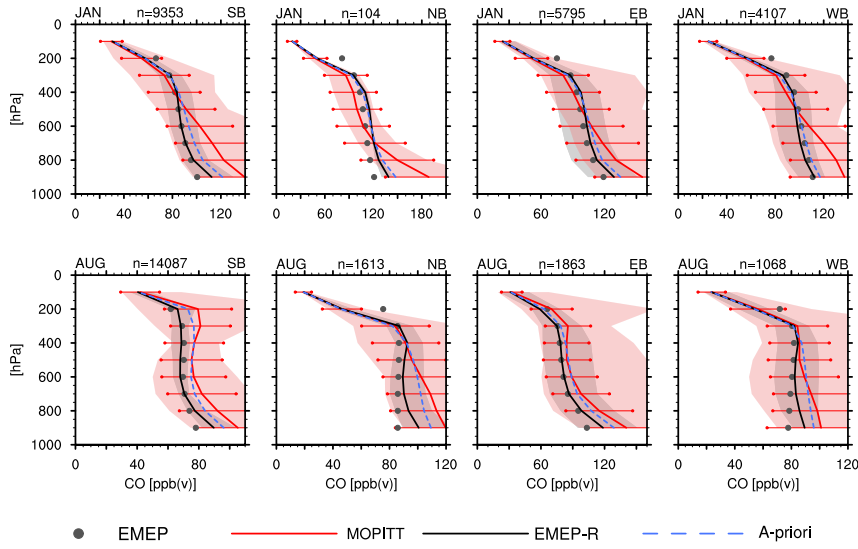 JAN n=9353 SB JAN n=104 NB JAN n=5795 EB JAN n=4107 WB
0
200
400
600
800
1000
[hPa]
0 40 80 120 0 60 120 180 0 40 80 120 160 0 40 80 120
AUG n=14087 SB AUG n=1613 NB AUG n=1863 EB AUG n=1068 WB
0
200
400
600
800
1000
[hPa]
0 40 80 0 40 80 120 0 60 120 0 40 80 120
CO [ppb(v)] CO [ppb(v)] CO [ppb(v)] CO [ppb(v)]
EMEP MOPITT EMEP-R A-priori